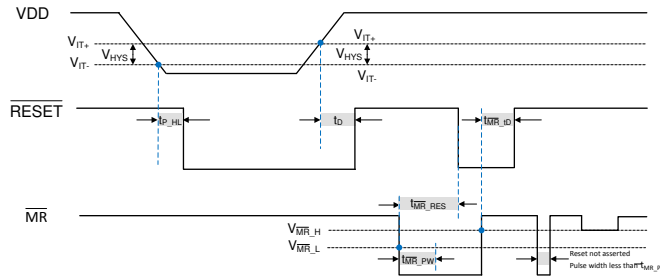 VDD
VIT+
VHYS
VIT-
VIT+
VHYS
VIT-
RESET
tP_HL
tD
tMR_tD
tMR_RES
MR
VMR_H
VMR_L
tMR_PW
Reset not asserted
Pulse width less than tMR_P